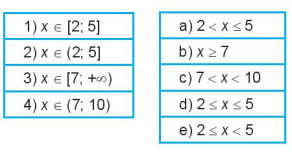 1) x ∈ [2; 5]
2) x ∈ (2; 5]
3) x ∈ [7; +∞)
4) x ∈ (7; 10)
a) 2 < x ≤ 5
b) x ≥ 7
c) 7 < x < 10
d) 2 ≤ x ≤ 5
e) 2 ≤ x < 5